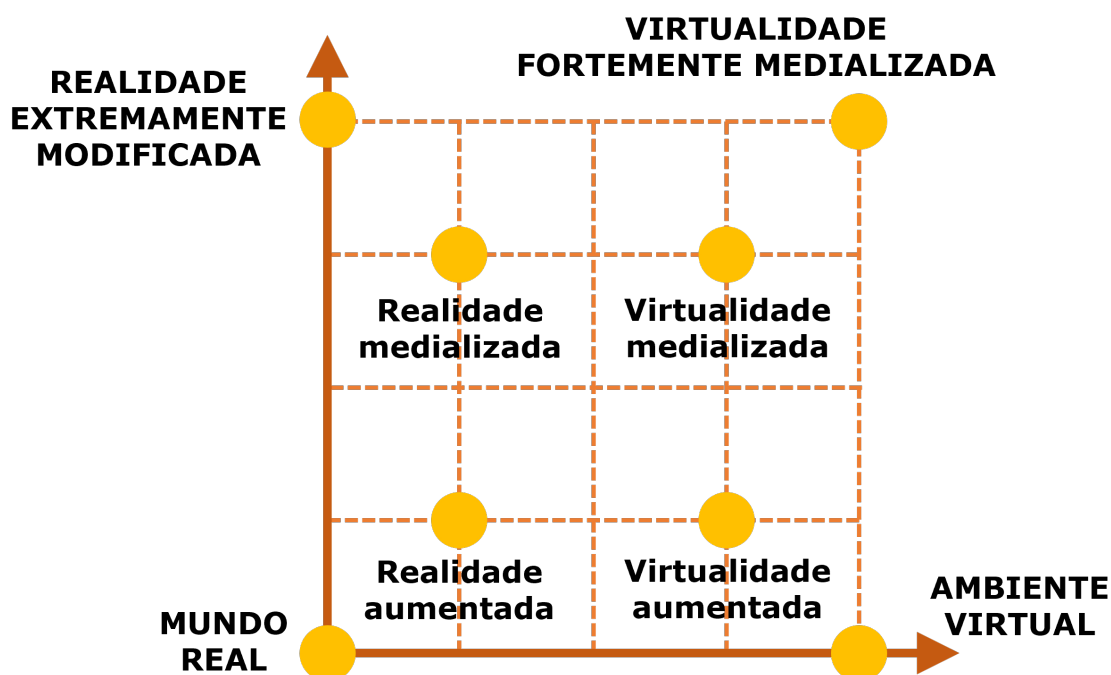 VIRTUALIDADE
FORTEMENTE MEDIALIZADA
REALIDADE
EXTREMAMENTE
MODIFICADA
Realidade
medializada
Virtualidade
medializada
Realidade
aumentada
Virtualidade
aumentada
MUNDO
REAL
AMBIENTE
VIRTUAL